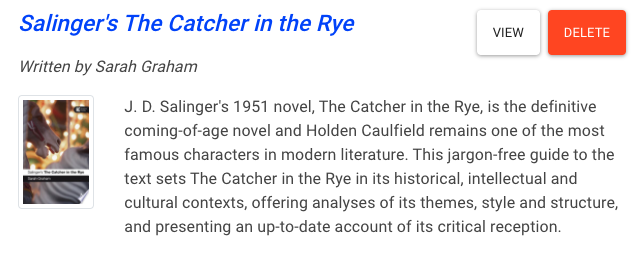 Salinger's The Catcher in the Rye
VIEW
DELETE
Written by Sarah Graham
Salinger's The Catcher in the Rye
Sarah Graham
J. D. Salinger's 1951 novel, The Catcher in the Rye, is the definitive
coming-of-age novel and Holden Caulfield remains one of the most
famous characters in modern literature. This jargon-free guide to the
text sets The Catcher in the Rye in its historical, intellectual and
cultural contexts, offering analyses of its themes, style and structure,
and presenting an up-to-date account of its critical reception.